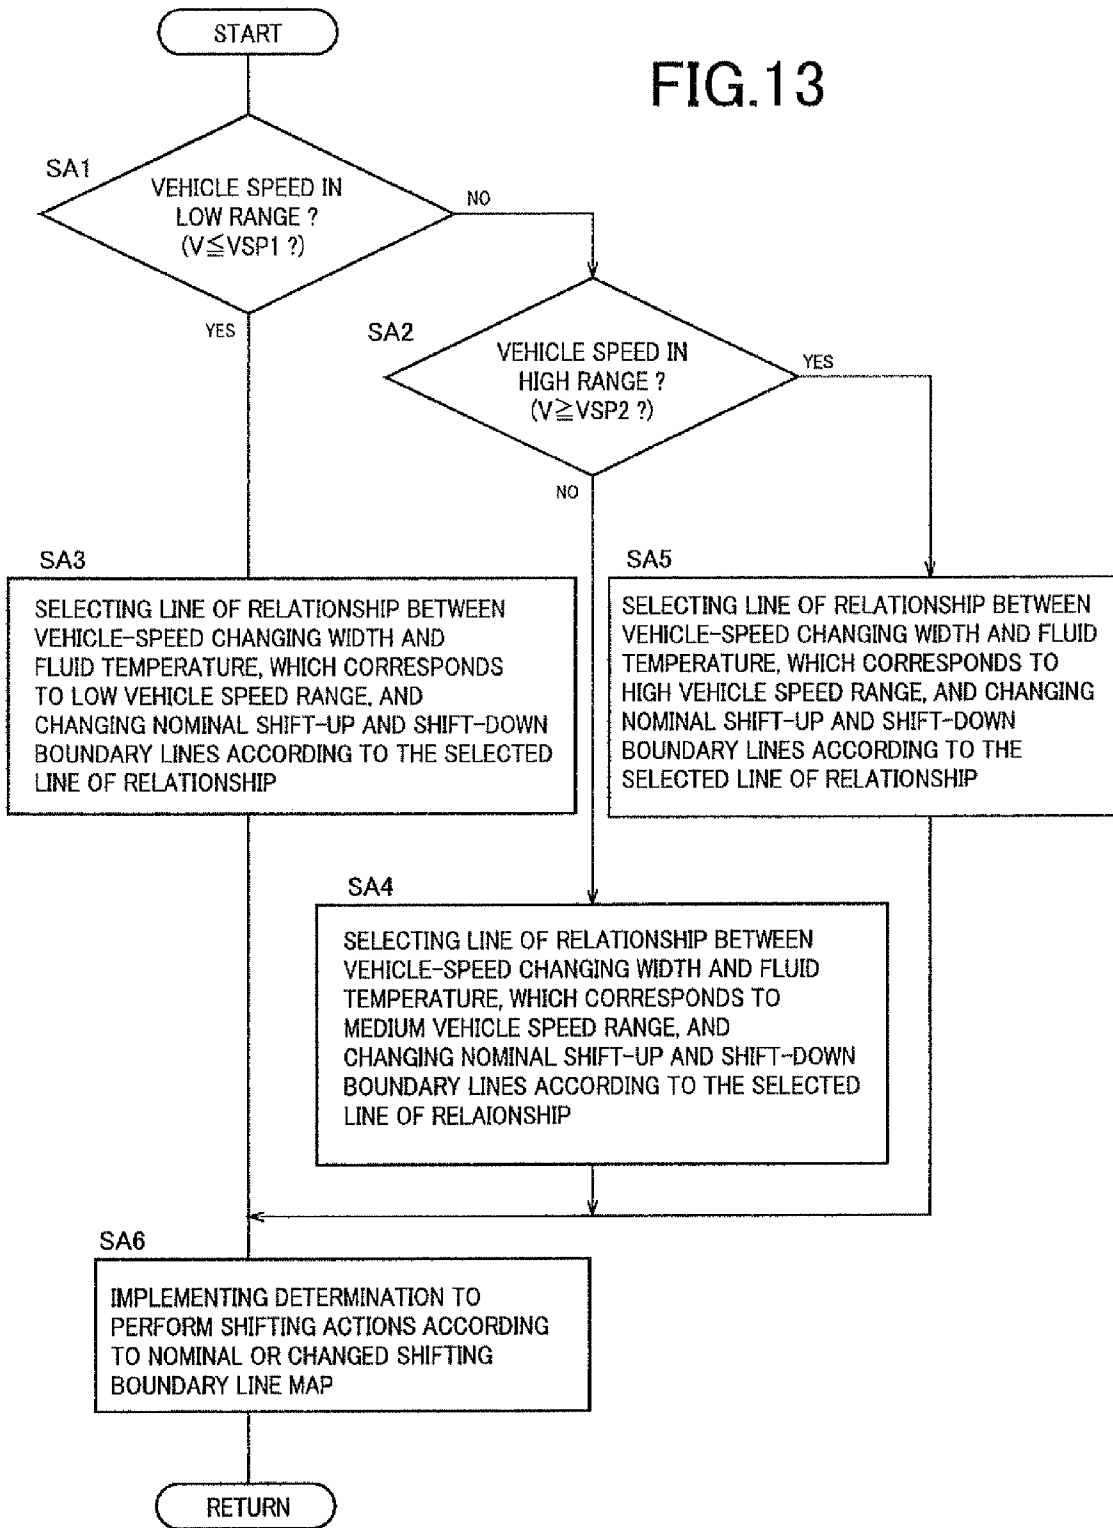 START
FIG.13
SA1
VEHICLE SPEED IN
LOW RANGE ?
(V≦VSP1 ?)
NO
YES
SA2
VEHICLE SPEED IN
HIGH RANGE ?
(V≧VSP2 ?)
YES
NO
SA3
SELECTING LINE OF RELATIONSHIP BETWEEN
VEHICLE-SPEED CHANGING WIDTH AND
FLUID TEMPERATURE, WHICH CORRESPONDS
TO LOW VEHICLE SPEED RANGE, AND
CHANGING NOMINAL SHIFT-UP AND SHIFT-DOWN
BOUNDARY LINES ACCORDING TO THE SELECTED
LINE OF RELATIONSHIP
SA5
SELECTING LINE OF RELATIONSHIP BETWEEN
VEHICLE-SPEED CHANGING WIDTH AND FLUID
TEMPERATURE, WHICH CORRESPONDS TO
HIGH VEHICLE SPEED RANGE, AND CHANGING
NOMINAL SHIFT-UP AND SHIFT-DOWN
BOUNDARY LINES ACCORDING TO THE
SELECTED LINE OF RELATIONSHIP
SA4
SELECTING LINE OF RELATIONSHIP BETWEEN
VEHICLE-SPEED CHANGING WIDTH AND FLUID
TEMPERATURE, WHICH CORRESPONDS TO
MEDIUM VEHICLE SPEED RANGE, AND
CHANGING NOMINAL SHIFT-UP AND SHIFT-DOWN
BOUNDARY LINES ACCORDING TO THE SELECTED
LINE OF RELAIONSHIP
SA6
IMPLEMENTING DETERMINATION TO
PERFORM SHIFTING ACTIONS ACCORDING
TO NOMINAL OR CHANGED SHIFTING
BOUNDARY LINE MAP
RETURN